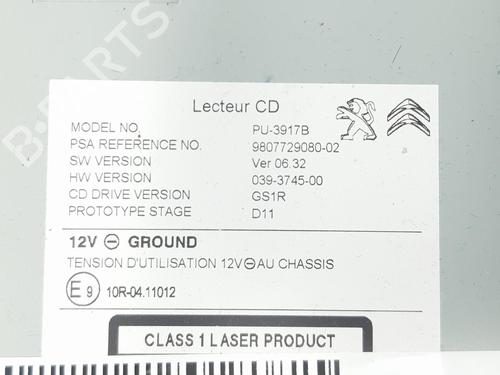 Lecteur CD
MODEL NO. PU-3917B
PSA REFERENCE NO. 9807729080-02
SW VERSION Ver 06.32
HW VERSION 039-3745-00
CD DRIVE VERSION GS1R
PROTOTYPE STAGE D11
12V ⊖ GROUND
TENSION D'UTILISATION 12V ⊖ AU CHASSIS
E 9 10R-04.11012
CLASS 1 LASER PRODUCT
B-PARTS